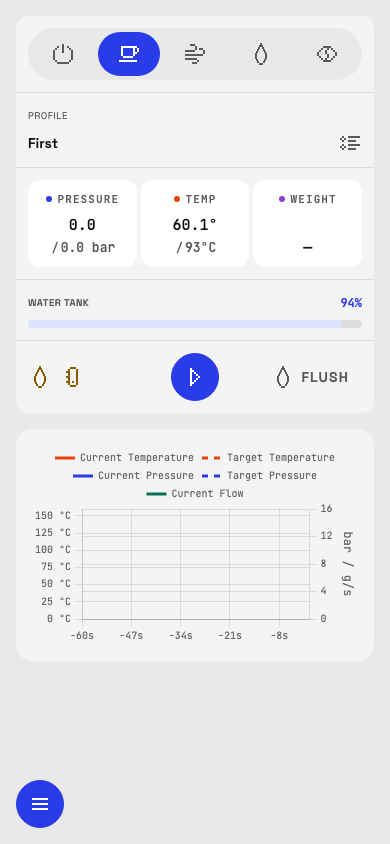 PROFILE
First
PRESSURE
0.0
/0.0 bar
TEMP
60.1°
/93°C
WEIGHT
—
WATER TANK
94%
FLUSH
Current Temperature
Target Temperature
Current Pressure
Target Pressure
Current Flow
150 °C
125 °C
100 °C
75 °C
50 °C
25 °C
0 °C
16
12
8
4
0
bar / g/s
-60s
-47s
-34s
-21s
-8s